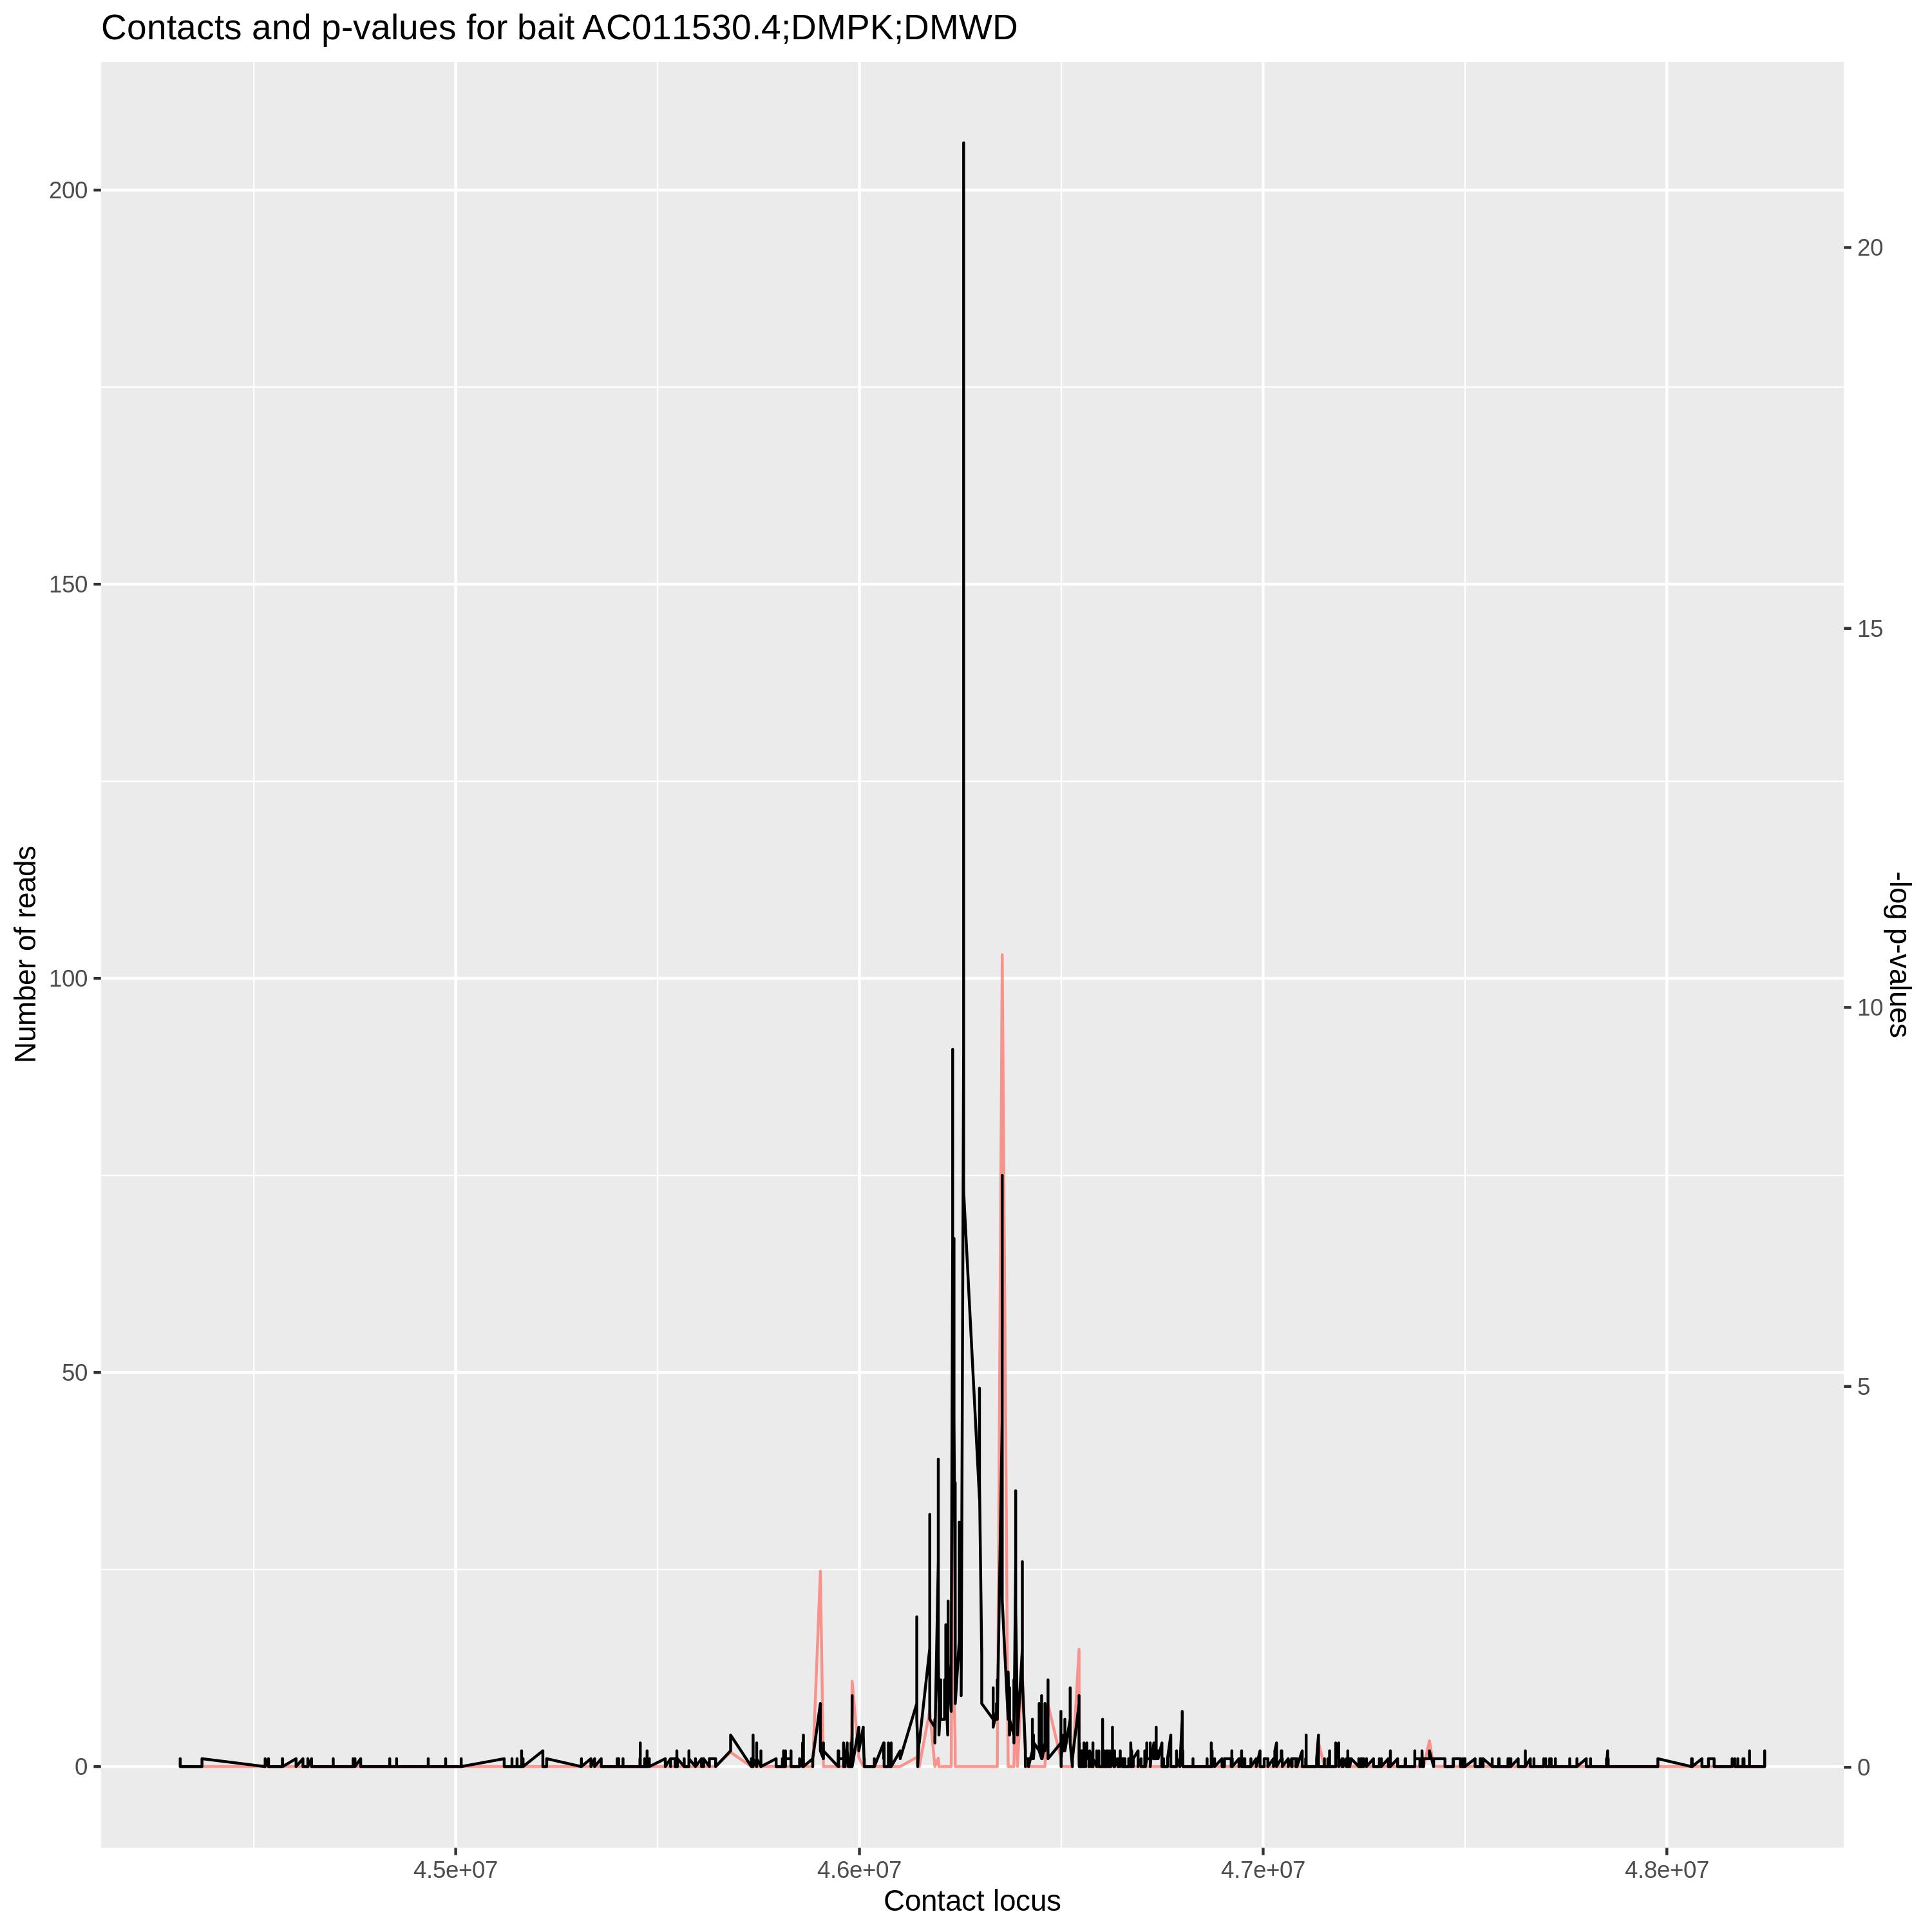 Contacts and p-values for bait AC011530.4;DMPK;DMWD
200
150
100
50
0
Number of reads
20
15
10
5
0
-log p-values
4.5e+07
4.6e+07
4.7e+07
4.8e+07
Contact locus